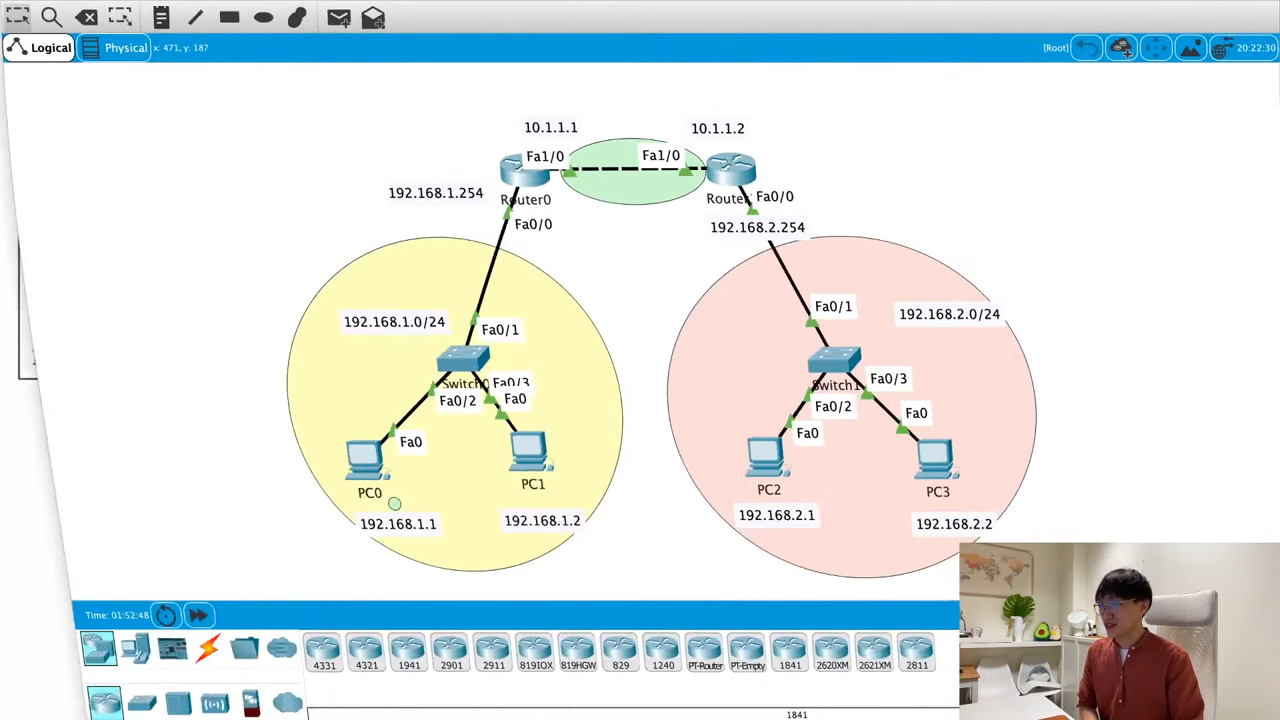 Logical
Physical
x: 471, y: 187
[Root]
20:22:30
10.1.1.1
10.1.1.2
Fa1/0
Fa1/0
192.168.1.254
Router0
Router
Fa0/0
Fa0/0
192.168.2.254
192.168.1.0/24
Fa0/1
Fa0/1
192.168.2.0/24
Switch0
Fa0/3
Fa0/2
Fa0
Switch1
Fa0/3
Fa0/2
Fa0
Fa0
Fa0
PC0
PC1
PC2
PC3
192.168.1.1
192.168.1.2
192.168.2.1
192.168.2.2
Time: 01:52:48
4331
4321
1941
2901
2911
819IOX
819HGW
829
1240
PT-Router
PT-Empty
1841
2620XM
2621XM
2811
1841